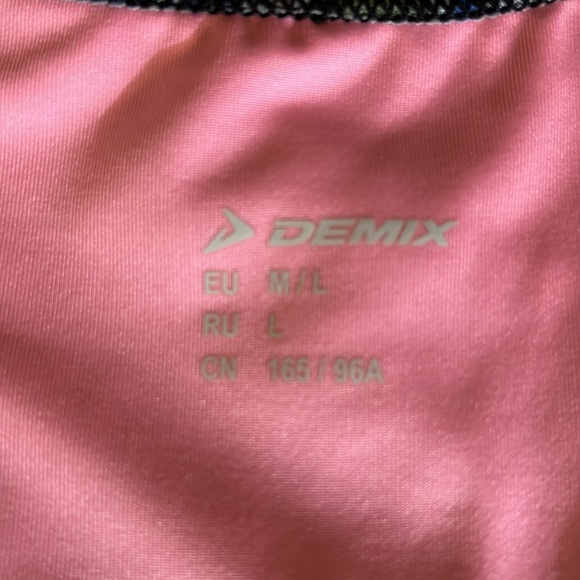 DEMIX
EU M / L
RU L
CN 165 / 96A